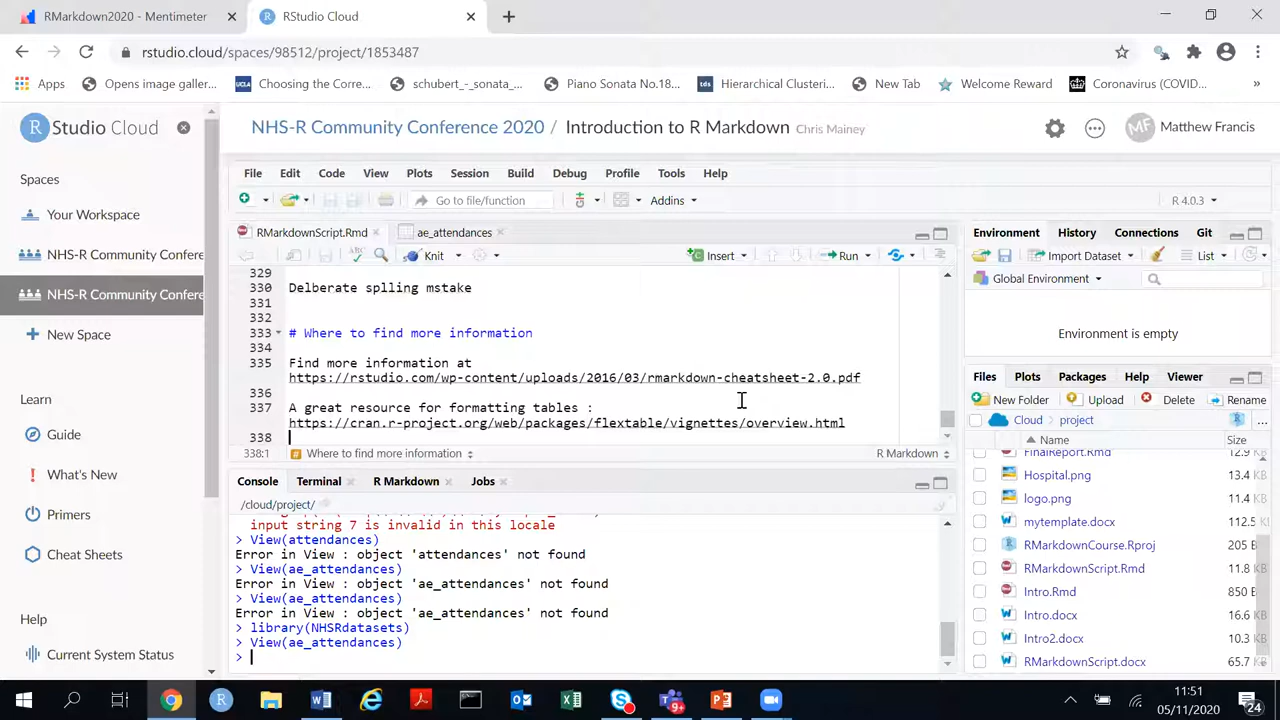 RMarkdown2020 - Mentimeter
RStudio Cloud
rstudio.cloud/spaces/98512/project/1853487
Apps
Opens image galler...
UCLA
Choosing the Corre...
schubert_-_sonata_...
Piano Sonata No.18...
tds
Hierarchical Clusteri...
New Tab
Welcome Reward
Coronavirus (COVID...
R Studio Cloud
NHS-R Community Conference 2020 / Introduction to R Markdown Chris Mainey
MF Matthew Francis
Spaces
Your Workspace
NHS-R Community Confere
NHS-R Community Confere
New Space
Learn
Guide
What's New
Primers
Cheat Sheets
Help
Current System Status
File Edit Code View Plots Session Build Debug Profile Tools Help
Go to file/function
Addins
R 4.0.3
RMarkdownScript.Rmd
ae_attendances
ABC
Knit
Insert
Run
329
330 Delberate splling mstake
331
332
333 # Where to find more information
334
335 Find more information at
https://rstudio.com/wp-content/uploads/2016/03/rmarkdown-cheatsheet-2.0.pdf
336
337 A great resource for formatting tables :
https://cran.r-project.org/web/packages/flextable/vignettes/overview.html
338
338:1 # Where to find more information R Markdown
Console Terminal R Markdown Jobs
/cloud/project/
input string 7 is invalid in this locale
> View(attendances)
Error in View : object 'attendances' not found
> View(ae_attendances)
Error in View : object 'ae_attendances' not found
> View(ae_attendances)
Error in View : object 'ae_attendances' not found
> library(NHSRdatasets)
> View(ae_attendances)
>
Environment History Connections Git
Import Dataset
List
Global Environment
Environment is empty
Files Plots Packages Help Viewer
New Folder Upload Delete Rename
Cloud project
...
Name Size
FinalReport.Rmd 12.9 K
Hospital.png 13.4 K
logo.png 11.4 K
mytemplate.docx 112.5 K
RMarkdownCourse.Rproj 205 B
RMarkdownScript.Rmd 11.8 K
Intro.Rmd 850 B
Intro.docx 16.6 K
Intro2.docx 10.3 K
RMarkdownScript.docx 65.7 K
9+
11:51
05/11/2020
24